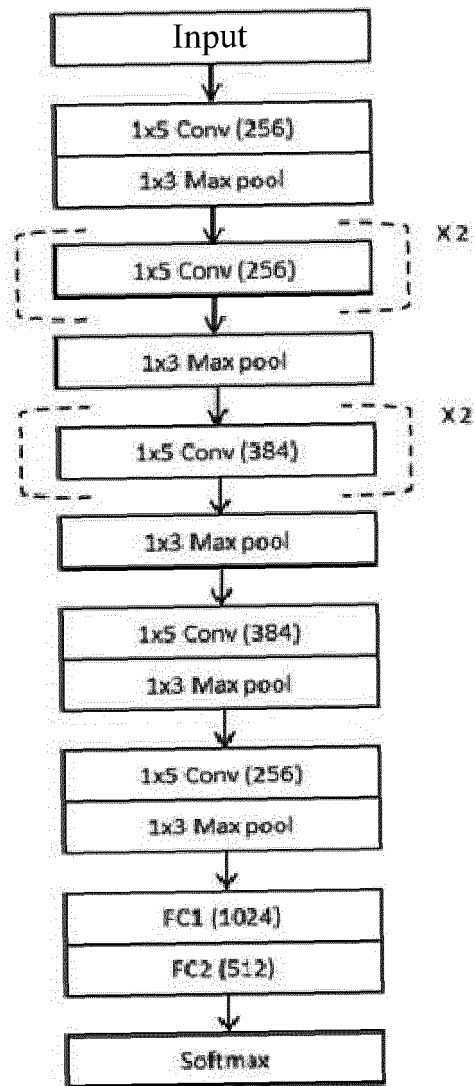 Input
1x5 Conv (256)
1x3 Max pool
X 2
1x5 Conv (256)
1x3 Max pool
X 2
1x5 Conv (384)
1x3 Max pool
1x5 Conv (384)
1x3 Max pool
1x5 Conv (256)
1x3 Max pool
FC1 (1024)
FC2 (512)
Softmax